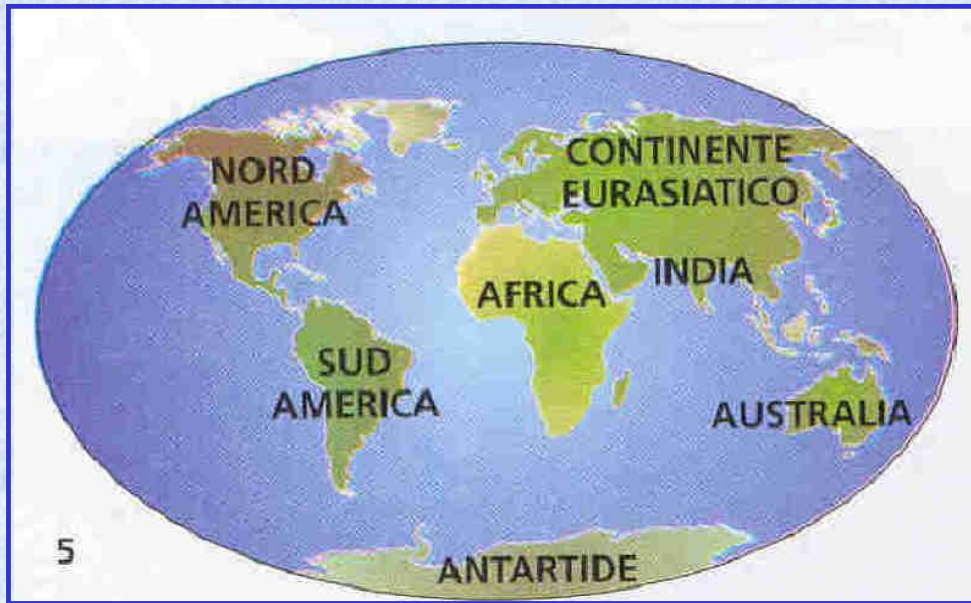 NORD
AMERICA
CONTINENTE
EURASIATICO
AFRICA
INDIA
SUD
AMERICA
AUSTRALIA
ANTARTIDE
5